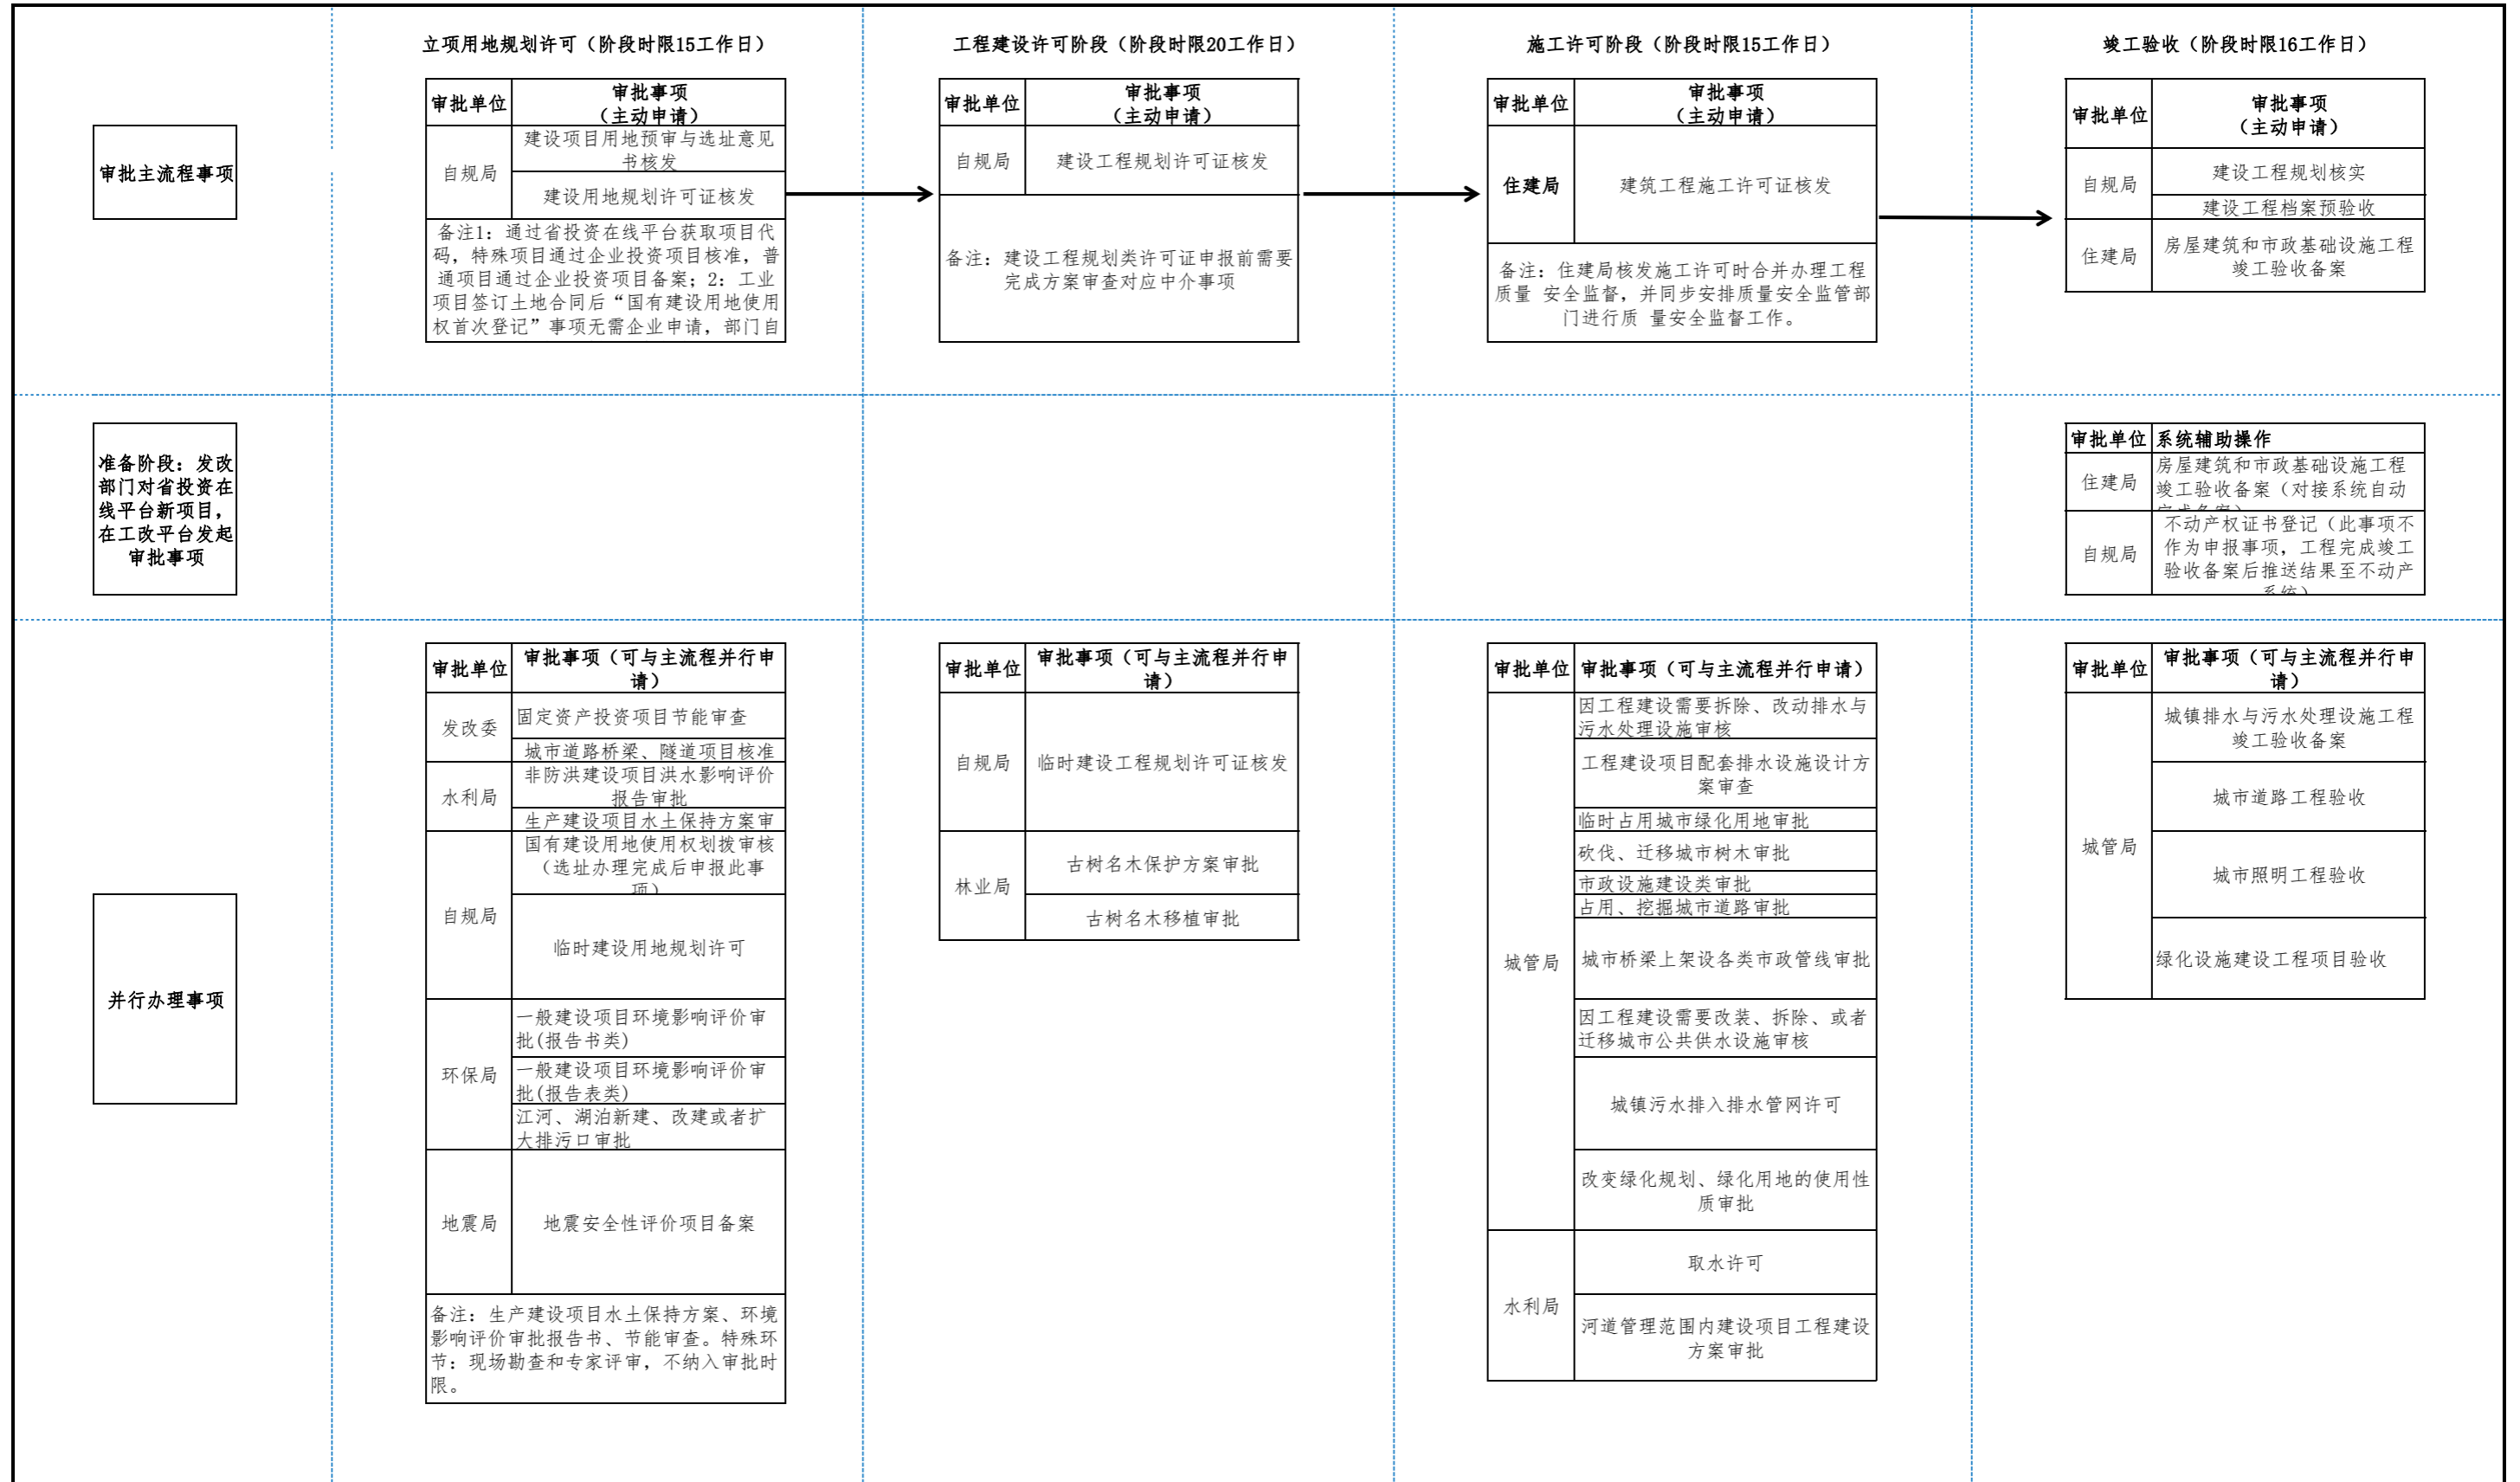 立项用地规划许可（阶段时限15工作日）
工程建设许可阶段（阶段时限20工作日）
施工许可阶段（阶段时限15工作日）
竣工验收（阶段时限16工作日）
审批主流程事项
审批单位
审批事项
（主动申请）
自规局
建设项目用地预审与选址意见
书核发
建设用地规划许可证核发
备注1：通过省投资在线平台获取项目代
码，特殊项目通过企业投资项目核准，普
通项目通过企业投资项目备案；2：工业
项目签订土地合同后“国有建设用地使用
权首次登记”事项无需企业申请，部门自
审批单位
审批事项
（主动申请）
自规局
建设工程规划许可证核发
备注：建设工程规划类许可证申报前需要
完成方案审查对应中介事项
审批单位
审批事项
（主动申请）
住建局
建筑工程施工许可证核发
备注：住建局核发施工许可时合并办理工程
质量 安全监督，并同步安排质量安全监管部
门进行质 量安全监督工作。
审批单位
审批事项
（主动申请）
自规局
建设工程规划核实
建设工程档案预验收
住建局
房屋建筑和市政基础设施工程
竣工验收备案
准备阶段：发改
部门对省投资在
线平台新项目，
在工改平台发起
审批事项
审批单位
系统辅助操作
住建局
房屋建筑和市政基础设施工程
竣工验收备案（对接系统自动
自规局
不动产权证书登记（此事项不
作为申报事项，工程完成竣工
验收备案后推送结果至不动产
系统）
并行办理事项
审批单位
审批事项（可与主流程并行申
请）
发改委
固定资产投资项目节能审查
城市道路桥梁、隧道项目核准
水利局
非防洪建设项目洪水影响评价
报告审批
生产建设项目水土保持方案审
自规局
国有建设用地使用权划拨审核
（选址办理完成后申报此事
项）
临时建设用地规划许可
环保局
一般建设项目环境影响评价审
批(报告书类)
一般建设项目环境影响评价审
批(报告表类)
江河、湖泊新建、改建或者扩
大排污口审批
地震局
地震安全性评价项目备案
备注：生产建设项目水土保持方案、环境
影响评价审批报告书、节能审查。特殊环
节：现场勘查和专家评审，不纳入审批时
限。
审批单位
审批事项（可与主流程并行申
请）
自规局
临时建设工程规划许可证核发
林业局
古树名木保护方案审批
古树名木移植审批
审批单位
审批事项（可与主流程并行申请）
城管局
因工程建设需要拆除、改动排水与
污水处理设施审核
工程建设项目配套排水设施设计方
案审查
临时占用城市绿化用地审批
砍伐、迁移城市树木审批
市政设施建设类审批
占用、挖掘城市道路审批
城市桥梁上架设各类市政管线审批
因工程建设需要改装、拆除、或者
迁移城市公共供水设施审核
城镇污水排入排水管网许可
改变绿化规划、绿化用地的使用性
质审批
水利局
取水许可
河道管理范围内建设项目工程建设
方案审批
审批单位
审批事项（可与主流程并行申
请）
城管局
城镇排水与污水处理设施工程
竣工验收备案
城市道路工程验收
城市照明工程验收
绿化设施建设工程项目验收